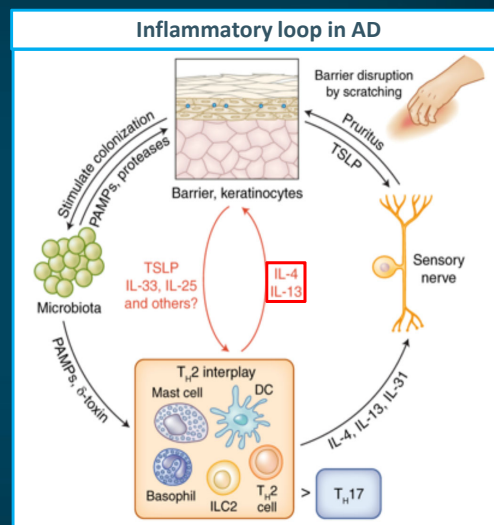 Inflammatory loop in AD
Barrier disruption
by scratching
Stimulate colonization
PAMPs, proteases
Pruritus
TSLP
Barrier, keratinocytes
Microbiota
TSLP
IL-33, IL-25
and others?
IL-4
IL-13
Sensory
nerve
PAMPs, δ-toxin
IL-4, IL-13, IL-31
TH2 interplay
Mast cell
DC
Basophil
ILC2
TH2
cell
>
TH17